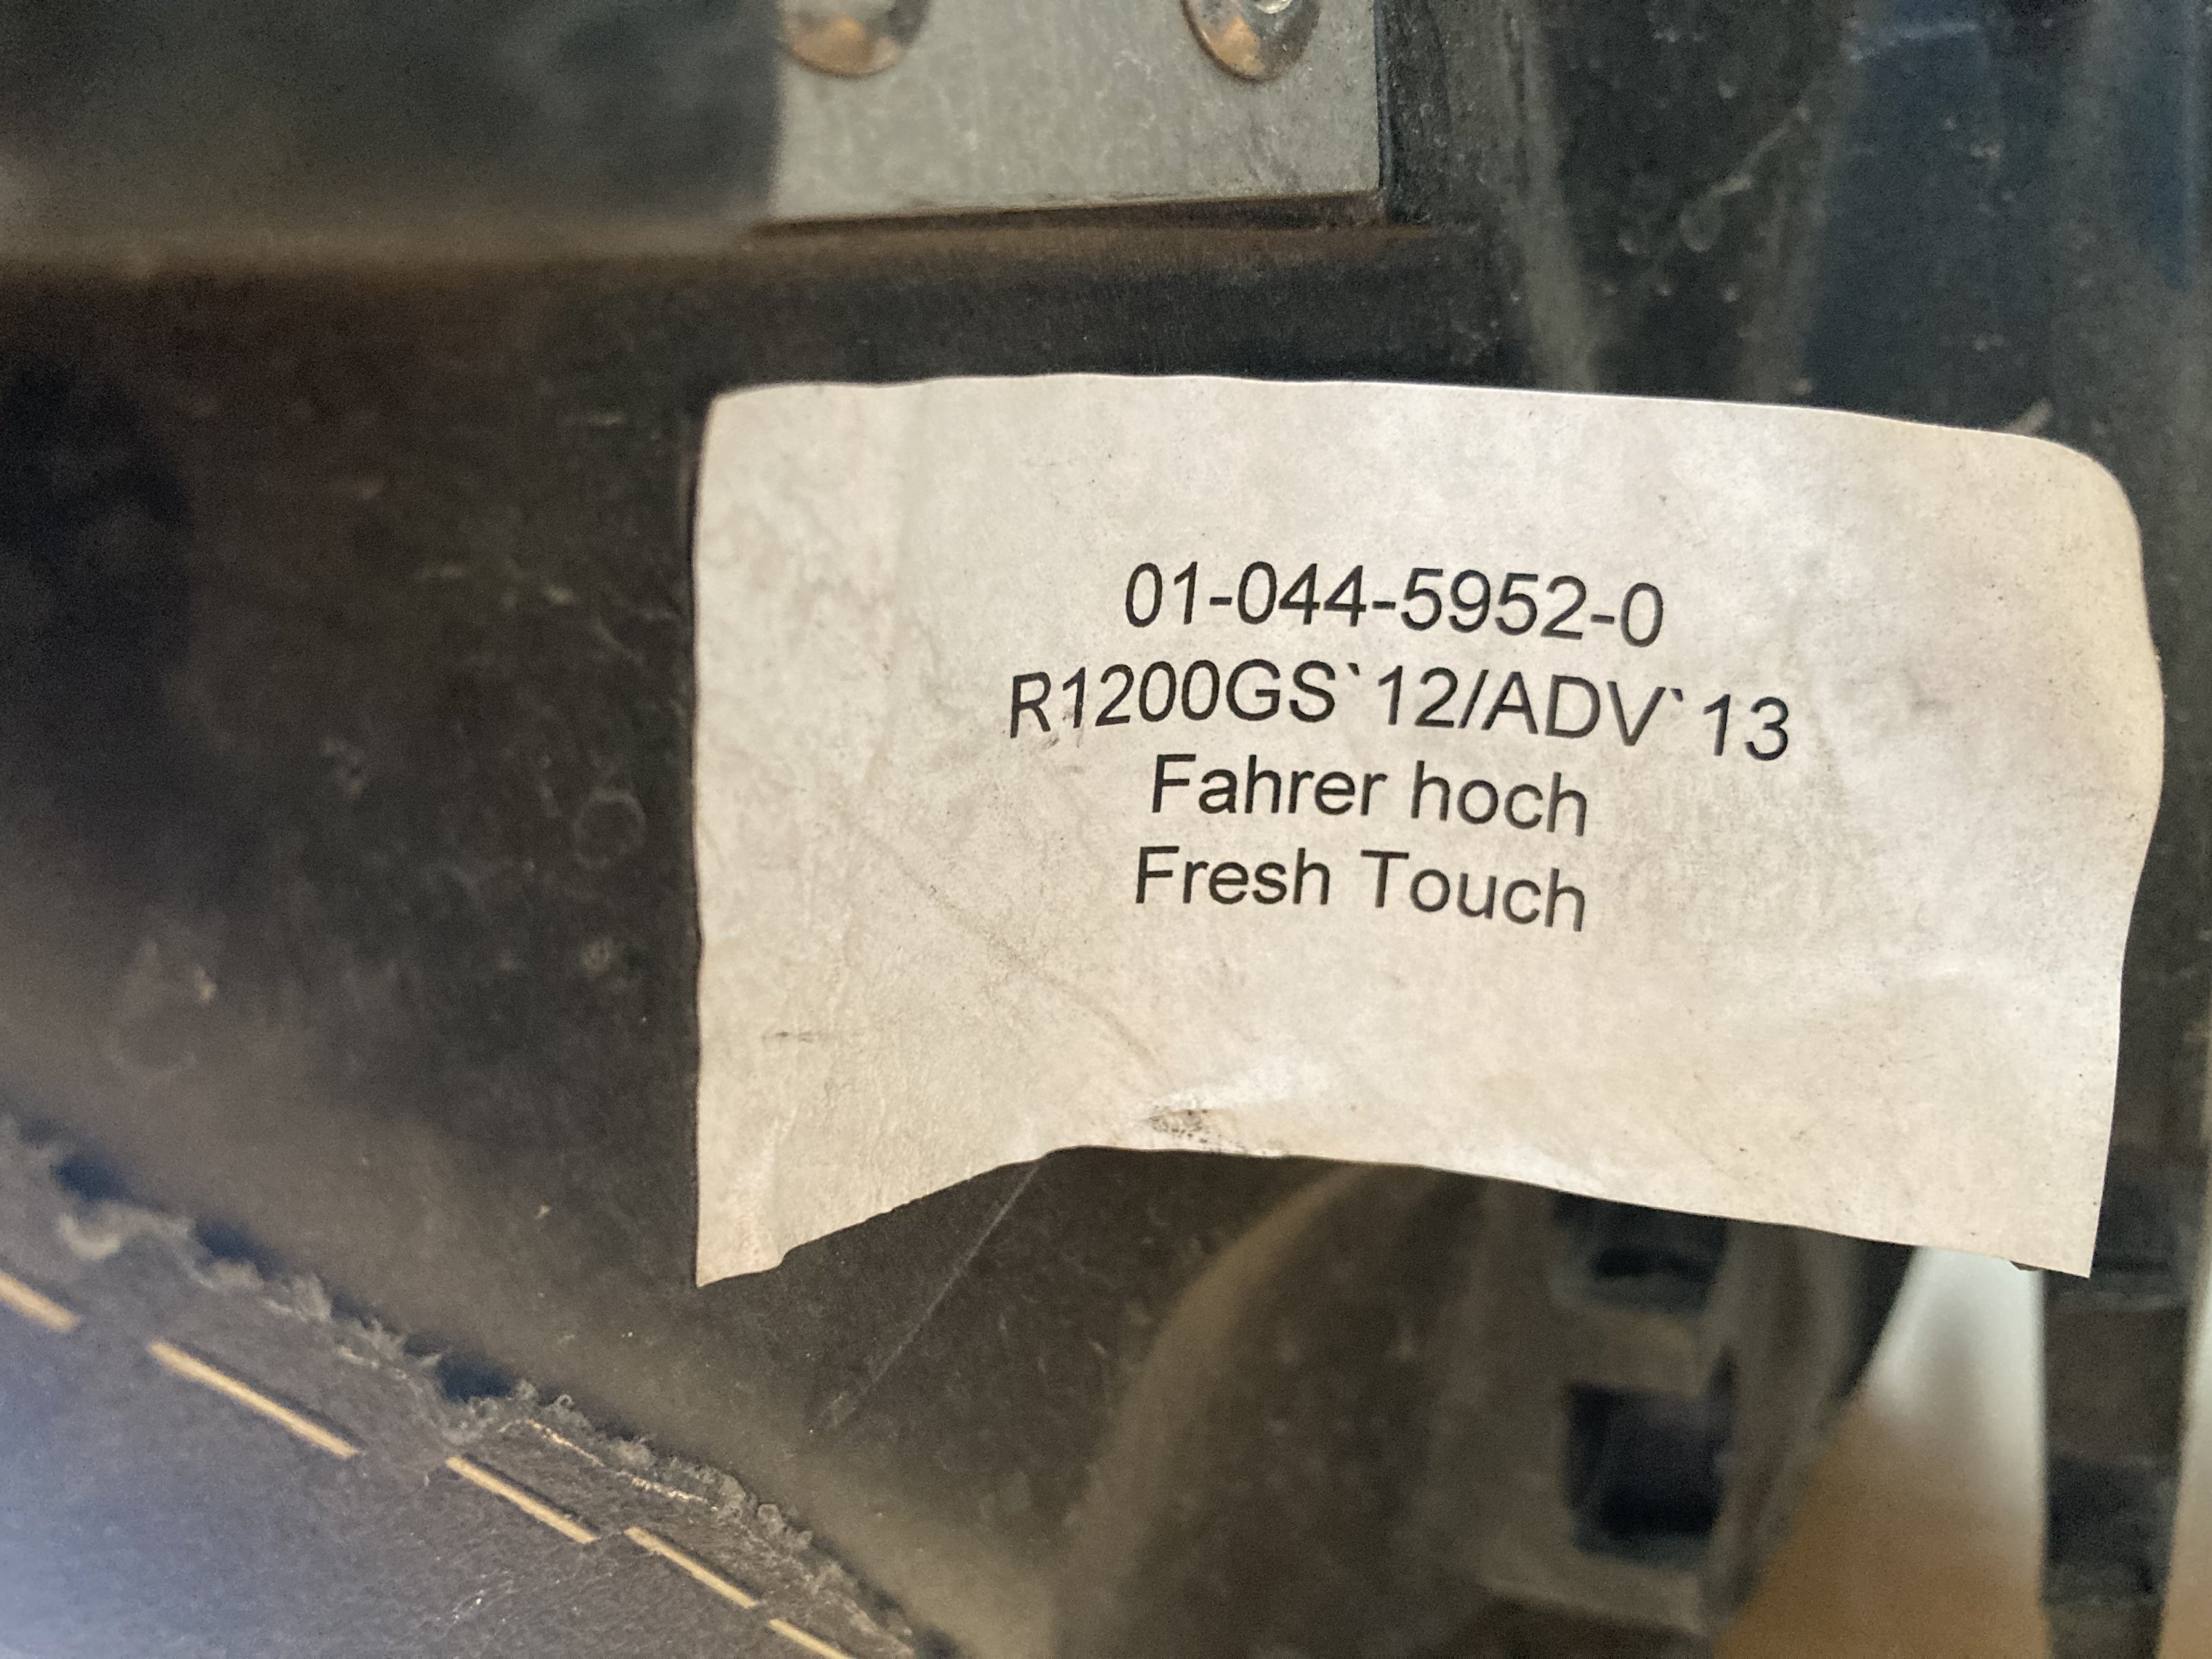 01-044-5952-0
R1200GS`12/ADV`13
Fahrer hoch
Fresh Touch